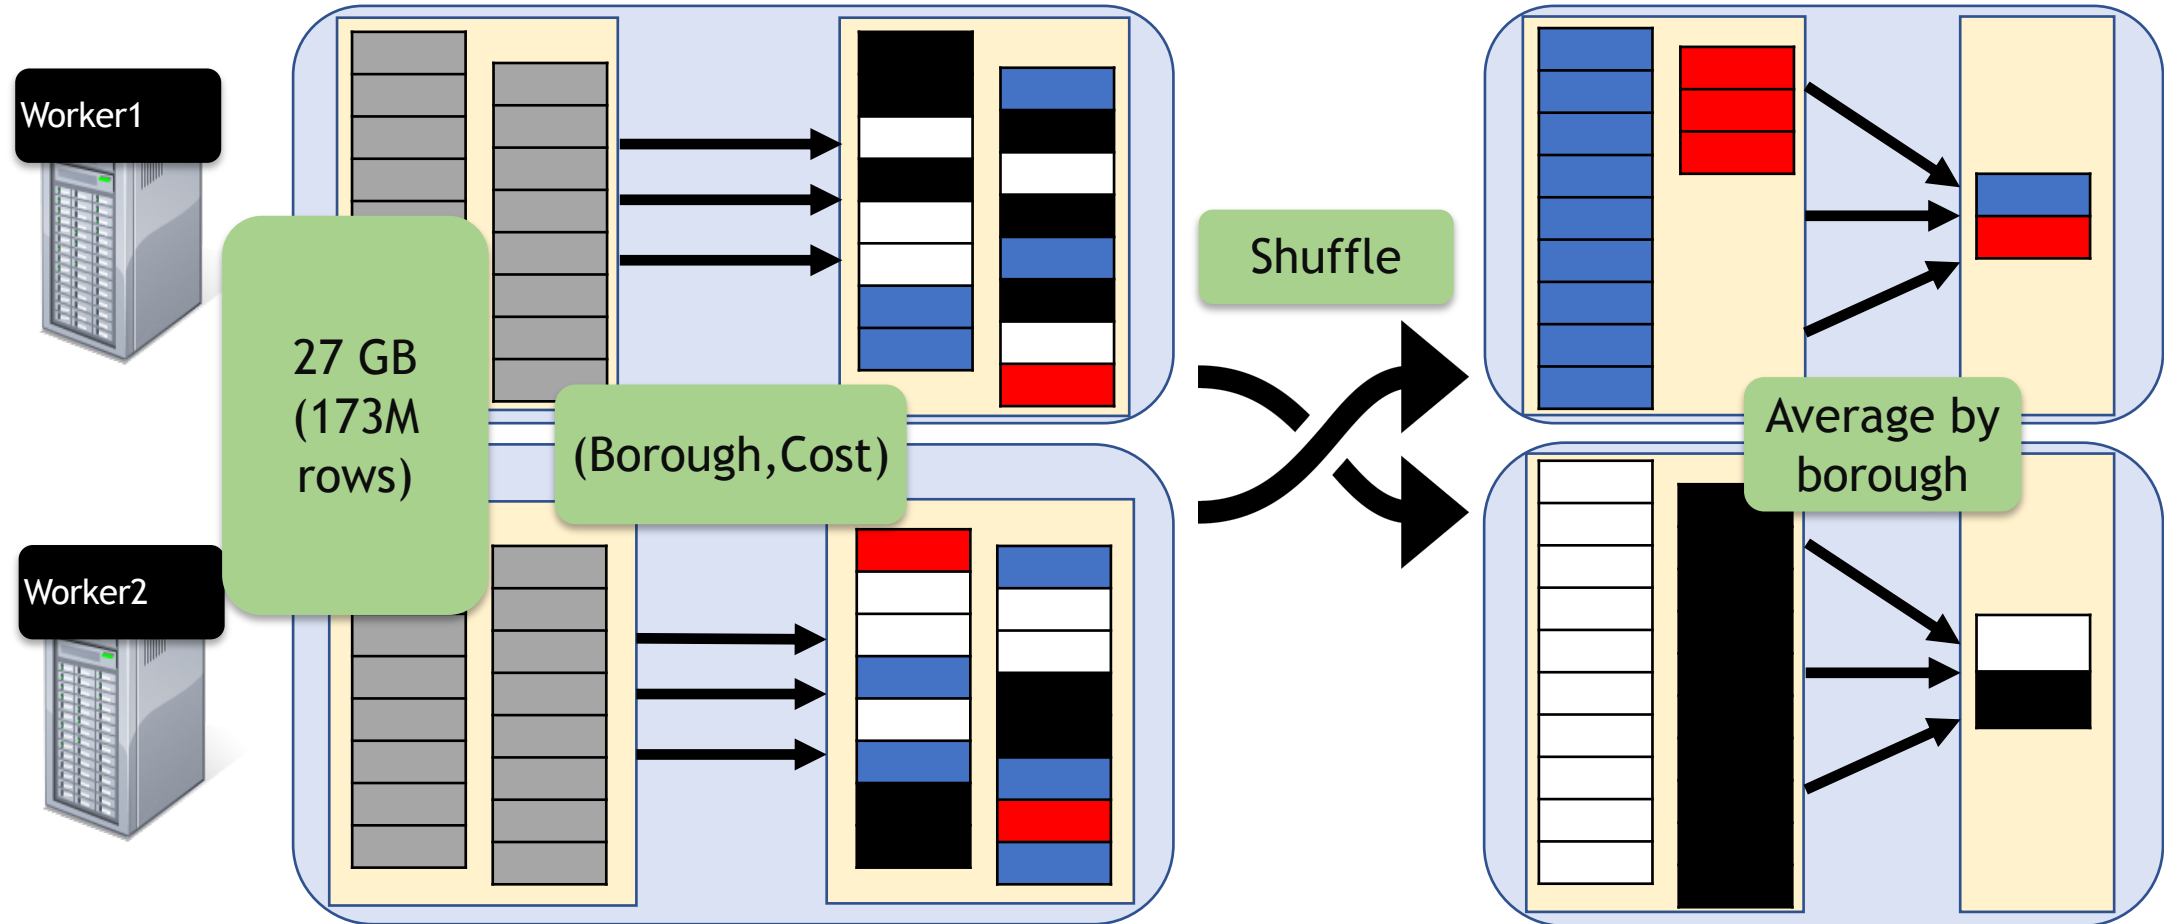 Worker1
27 GB
(173M
rows)
(Borough,Cost)
Shuffle
Average by
borough
Worker2